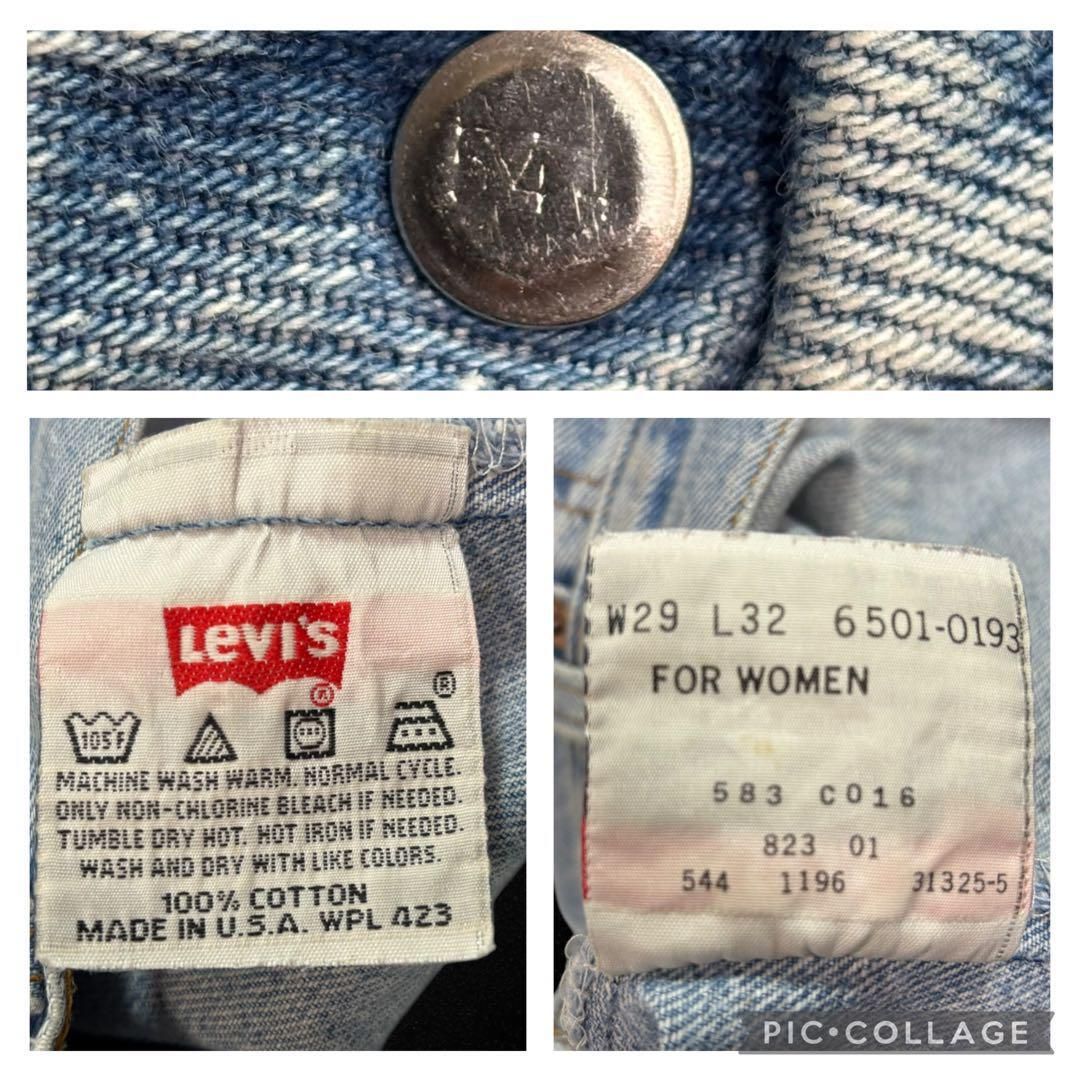 LEVI'S
®
®
105°F
MACHINE WASH WARM. NORMAL CYCLE.
ONLY NON-CHLORINE BLEACH IF NEEDED.
TUMBLE DRY HOT. HOT IRON IF NEEDED.
WASH AND DRY WITH LIKE COLORS.
100% COTTON
MADE IN U.S.A. WPL 423
W29 L32 6501-0193
FOR WOMEN
583 C016
823 01
544 1196 31325-5
PIC•COLLAGE